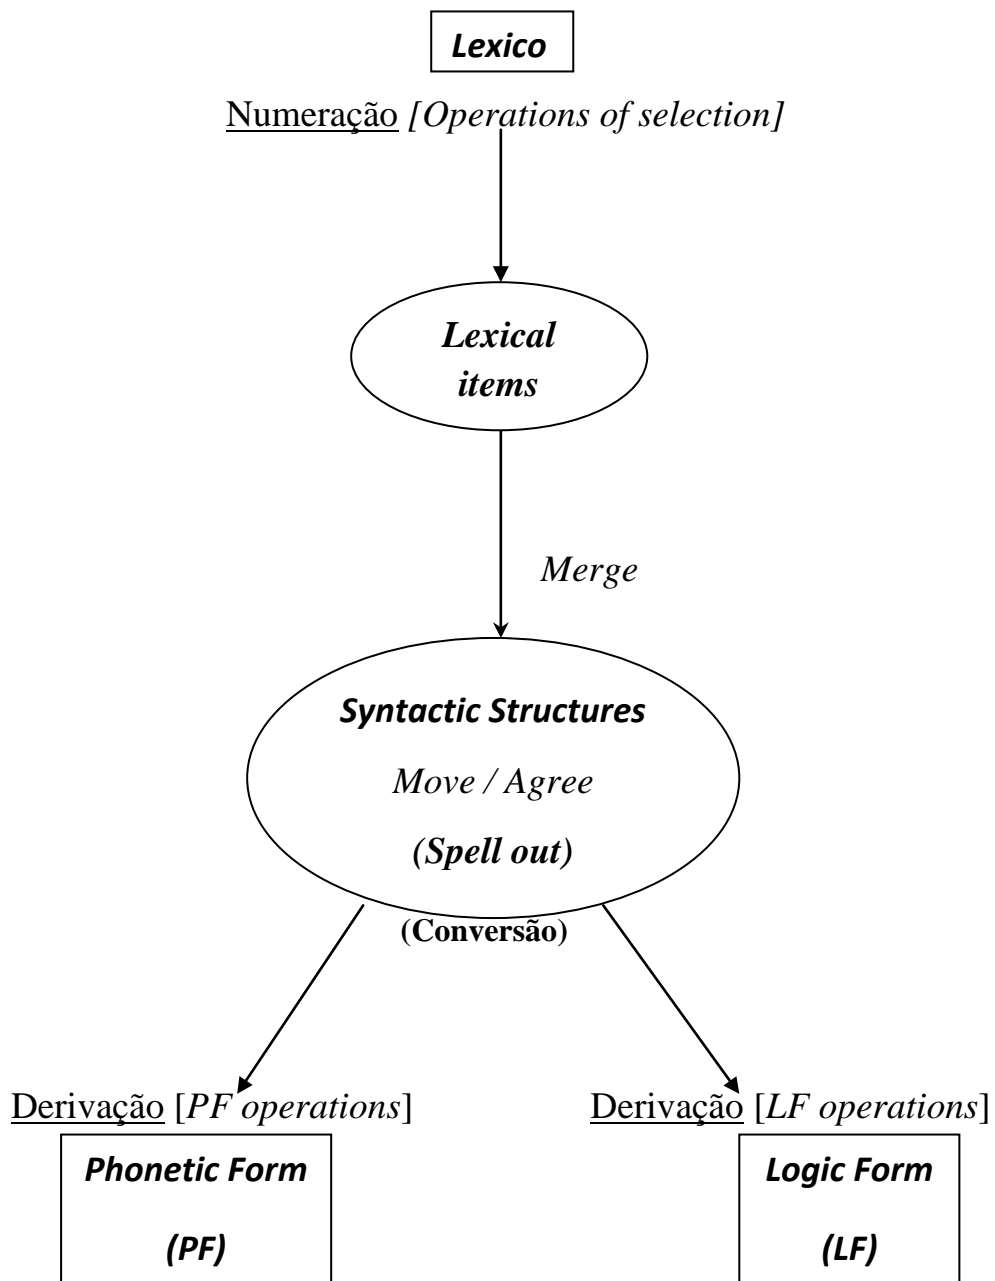 Lexico
Numeração [Operations of selection]
Lexical
items
Merge
Syntactic Structures
Move / Agree
(Spell out)
(Conversão)
Derivação [PF operations]
Derivação [LF operations]
Phonetic Form
(PF)
Logic Form
(LF)